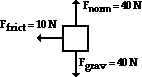 Fnorm = 40 N
Ffrict = 10 N
Fgrav = 40 N